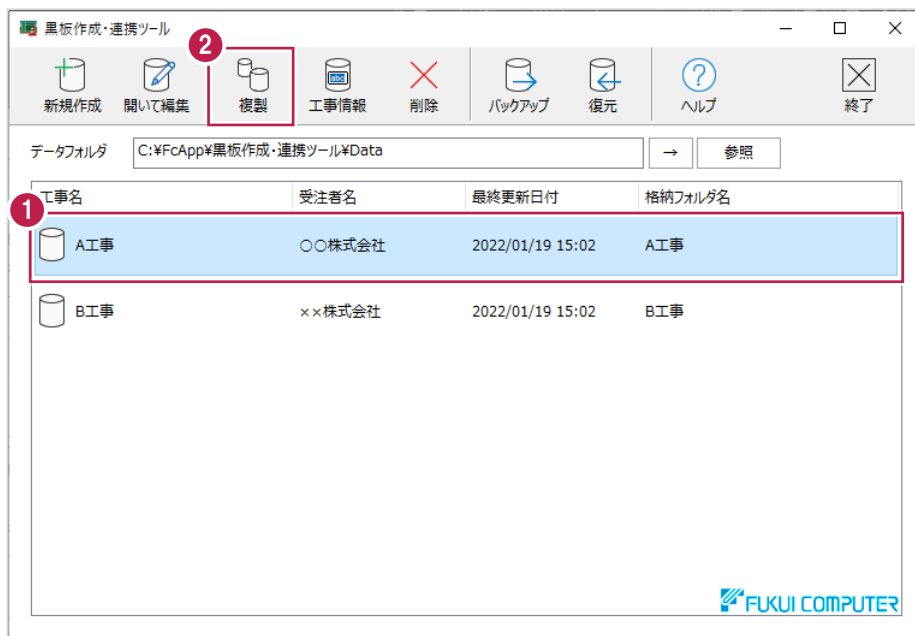 黒板作成・連携ツール
2
新規作成 開いて編集 複製 工事情報 削除 バックアップ 復元 ヘルプ 終了
データフォルダ C:¥FcApp¥黒板作成・連携ツール¥Data → 参照
工事名 受注者名 最終更新日付 格納フォルダ名
1
A工事 〇〇株式会社 2022/01/19 15:02 A工事
B工事 ××株式会社 2022/01/19 15:02 B工事
FUKUI COMPUTER